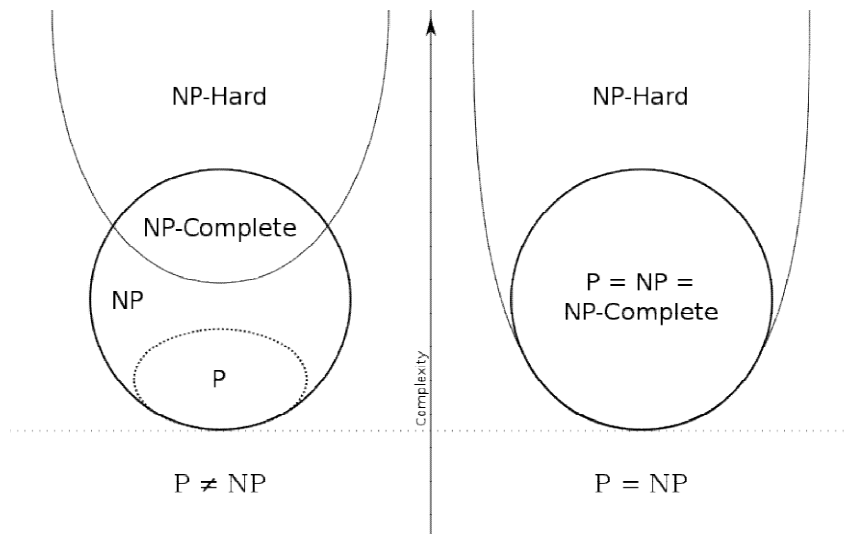 NP-Hard
NP-Complete
NP
P
P ≠ NP
Complexity
NP-Hard
P = NP =
NP-Complete
P = NP